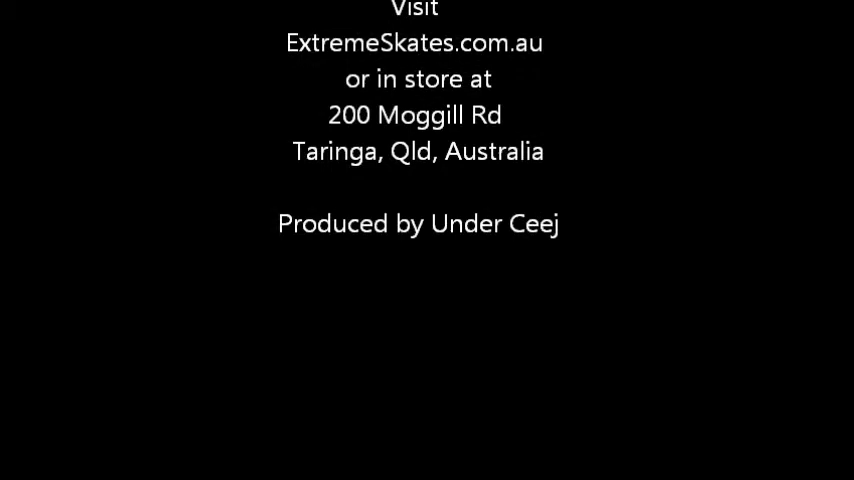 Visit
ExtremeSkates.com.au
or in store at
200 Moggill Rd
Taringa, Qld, Australia
Produced by Under Ceej